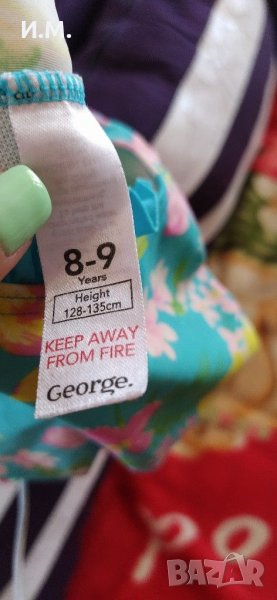 И.М.
8-9
Years
Height
128-135cm
KEEP AWAY
FROM FIRE
George.
BAZAR